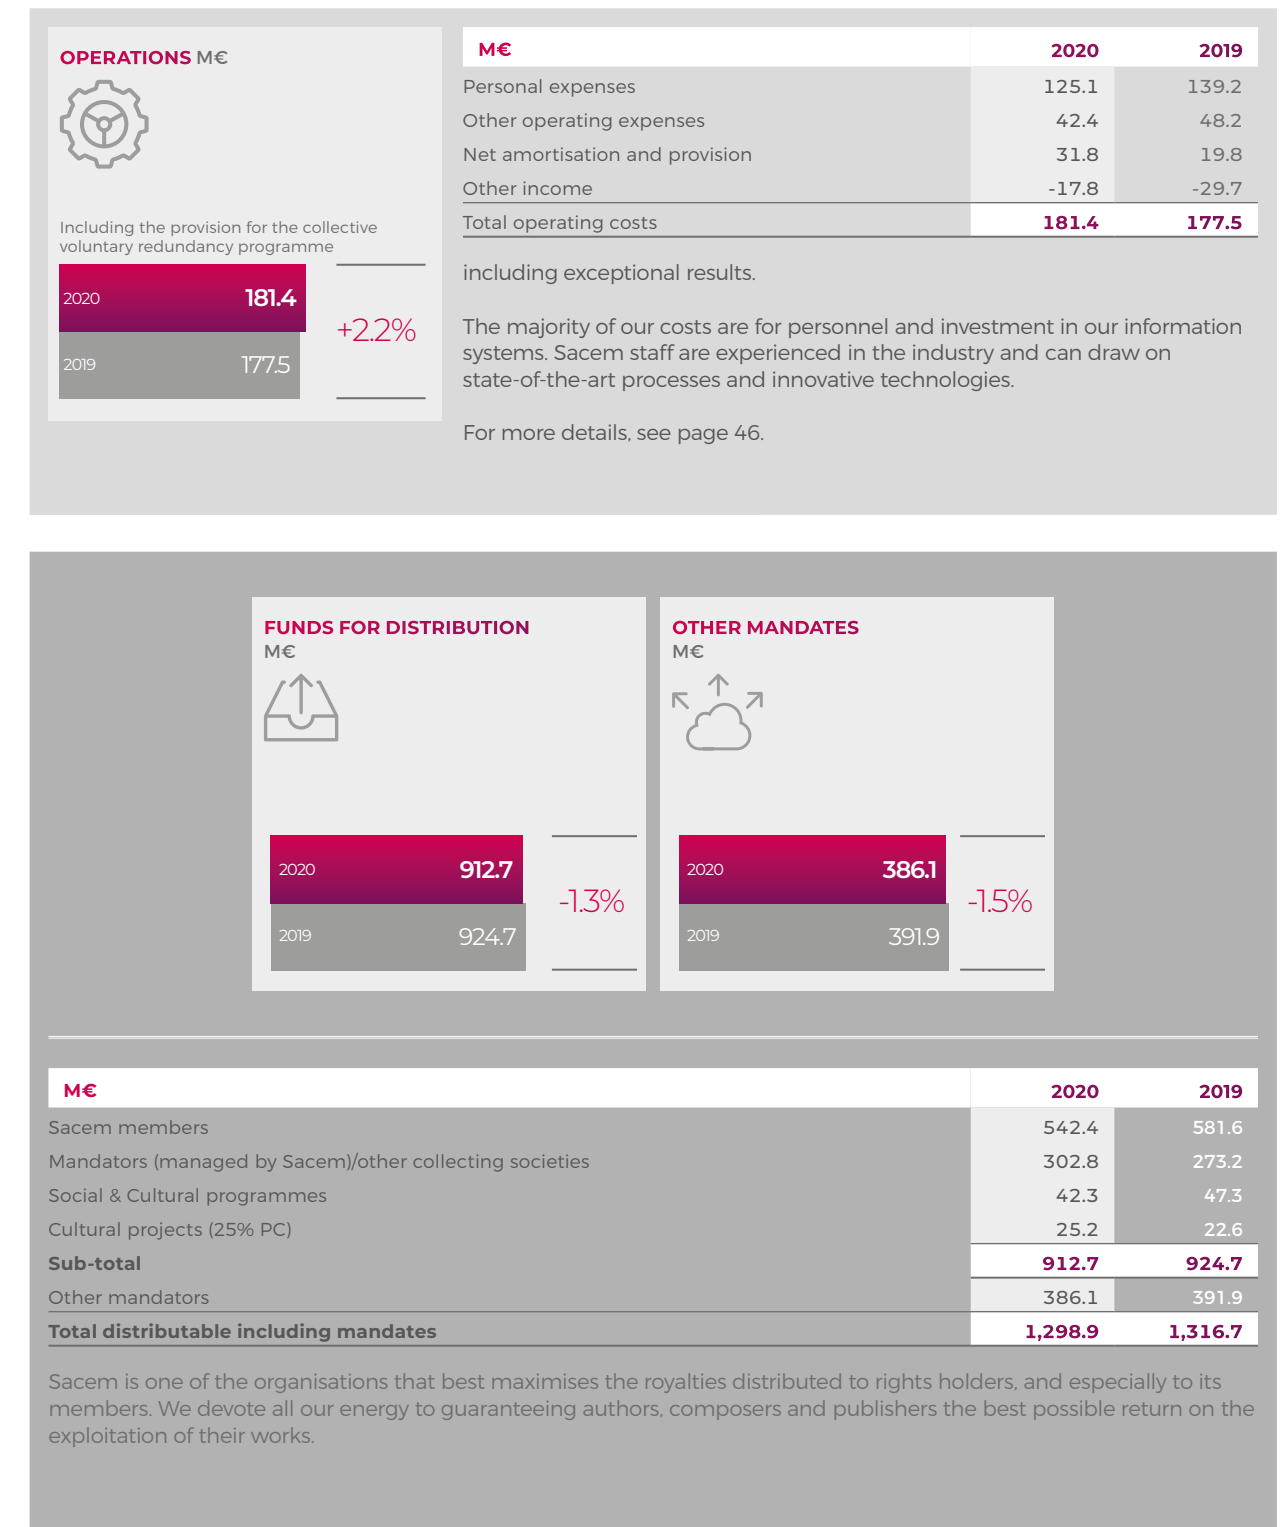 OPERATIONS M€
Including the provision for the collective
voluntary redundancy programme
2020 181.4
2019 177.5
+2.2%
M€ 2020 2019
Personal expenses 125.1 139.2
Other operating expenses 42.4 48.2
Net amortisation and provision 31.8 19.8
Other income -17.8 -29.7
Total operating costs 181.4 177.5
including exceptional results.
The majority of our costs are for personnel and investment in our information
systems. Sacem staff are experienced in the industry and can draw on
state-of-the-art processes and innovative technologies.
For more details, see page 46.
FUNDS FOR DISTRIBUTION
M€
2020 912.7
2019 924.7
-1.3%
OTHER MANDATES
M€
2020 386.1
2019 391.9
-1.5%
M€ 2020 2019
Sacem members 542.4 581.6
Mandators (managed by Sacem)/other collecting societies 302.8 273.2
Social & Cultural programmes 42.3 47.3
Cultural projects (25% PC) 25.2 22.6
Sub-total 912.7 924.7
Other mandators 386.1 391.9
Total distributable including mandates 1,298.9 1,316.7
Sacem is one of the organisations that best maximises the royalties distributed to rights holders, and especially to its
members. We devote all our energy to guaranteeing authors, composers and publishers the best possible return on the
exploitation of their works.